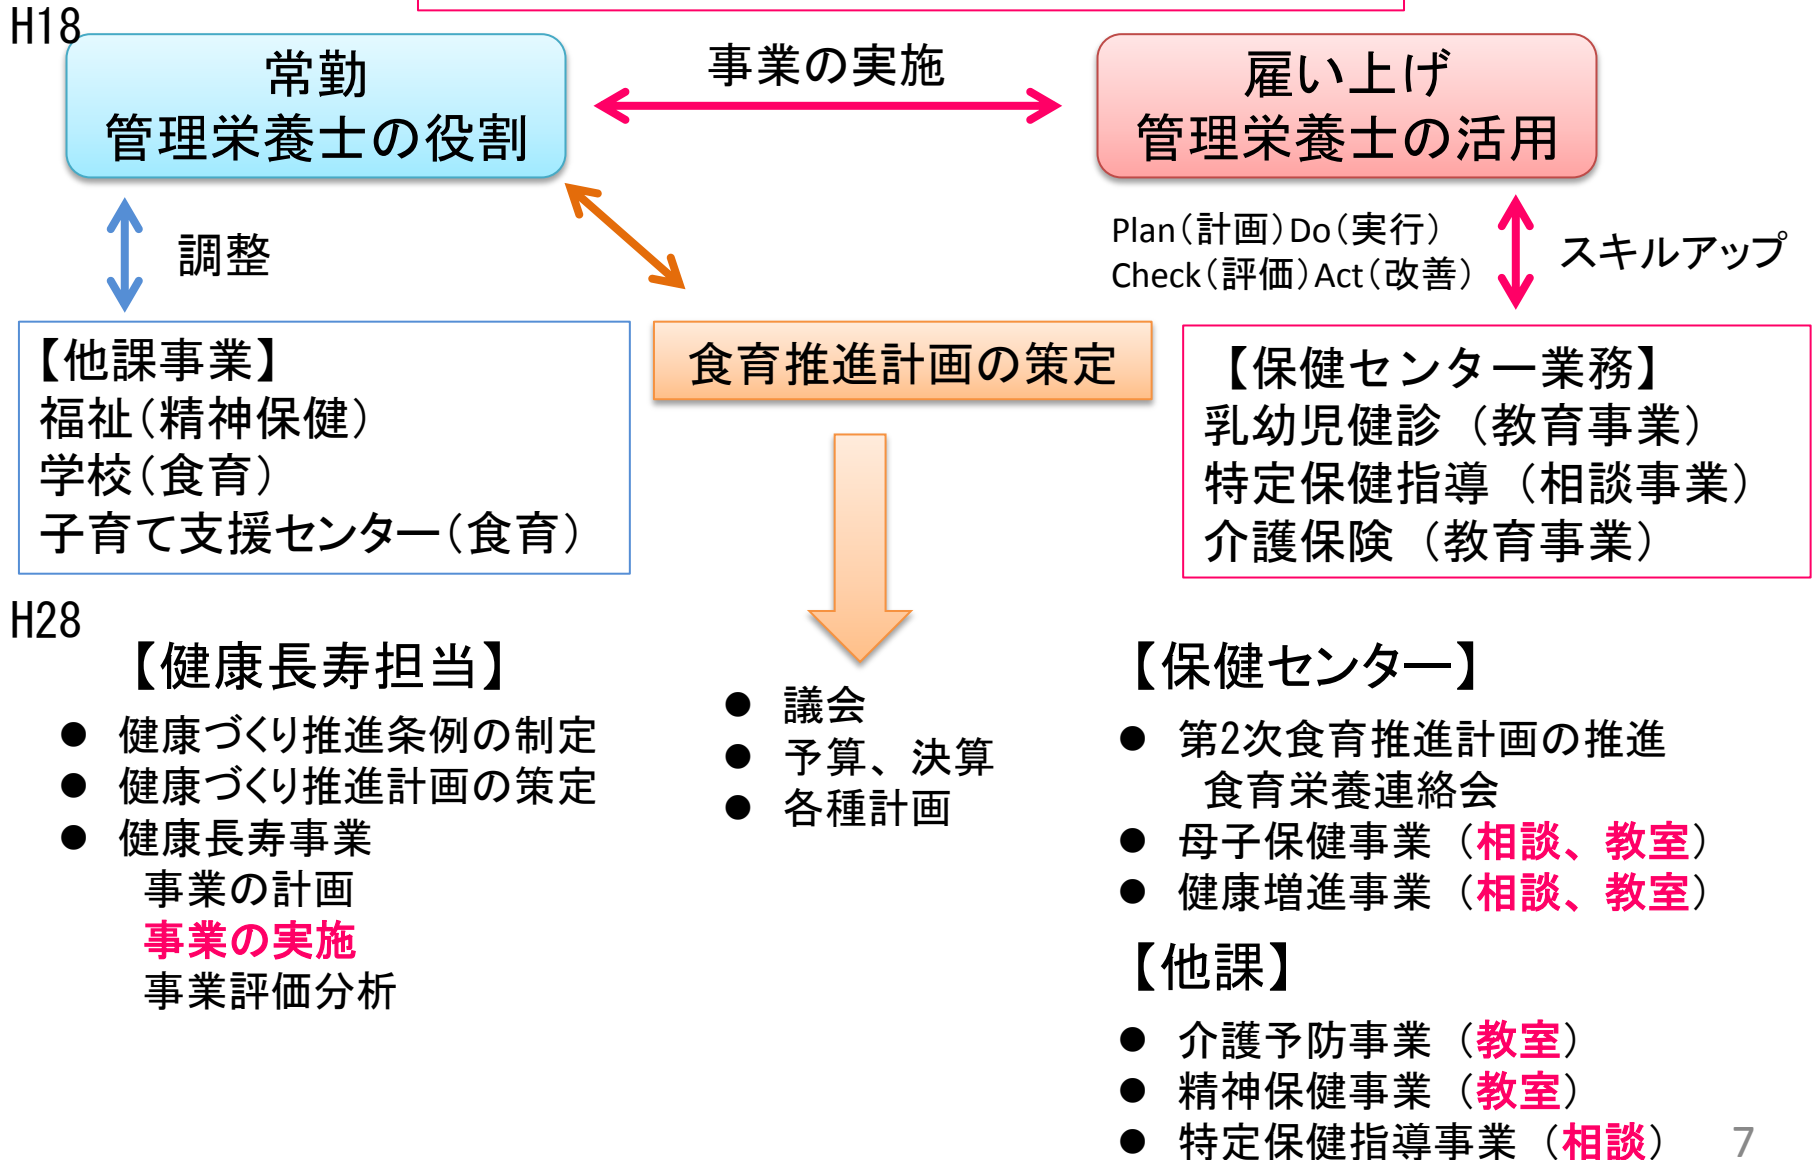 H18
常勤
管理栄養士の役割
事業の実施
雇い上げ
管理栄養士の活用
調整
Plan（計画）Do（実行）
Check（評価）Act（改善）
スキルアップ
【他課事業】
福祉（精神保健）
学校（食育）
子育て支援センター（食育）
食育推進計画の策定
【保健センター業務】
乳幼児健診（教育事業）
特定保健指導（相談事業）
介護保険（教育事業）
H28
【健康長寿担当】
● 健康づくり推進条例の制定
● 健康づくり推進計画の策定
● 健康長寿事業
事業の計画
事業の実施
事業評価分析
● 議会
● 予算、決算
● 各種計画
【保健センター】
● 第2次食育推進計画の推進
食育栄養連絡会
● 母子保健事業（相談、教室）
● 健康増進事業（相談、教室）
【他課】
● 介護予防事業（教室）
● 精神保健事業（教室）
● 特定保健指導事業（相談）
7